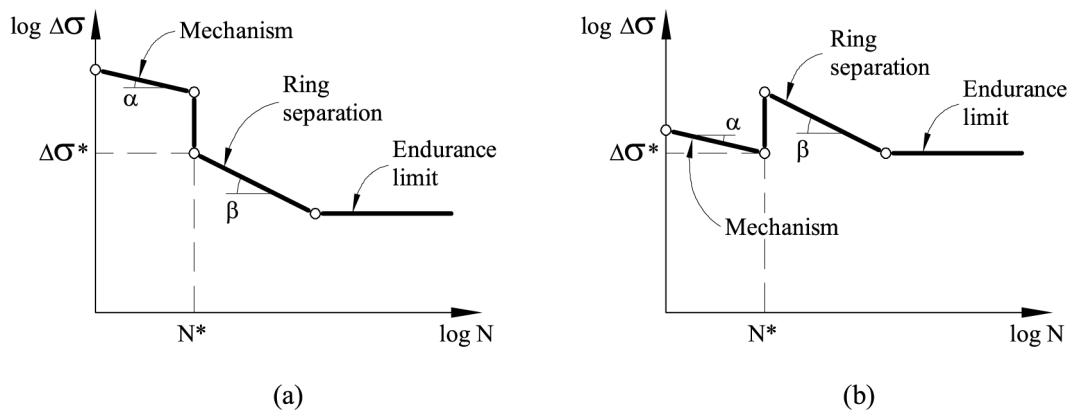 log Δσ
Mechanism
α
Ring
separation
Δσ*
β
Endurance
limit
N*
log N
(a)
log Δσ
Ring
separation
Endurance
limit
α
Δσ*
β
Mechanism
N*
log N
(b)